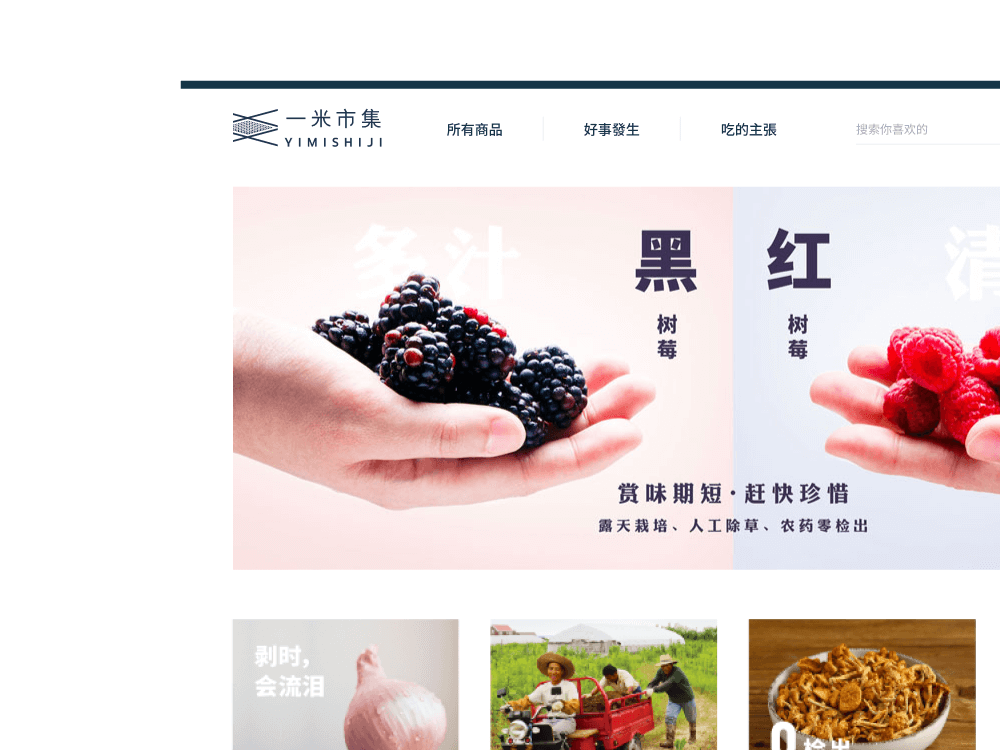 一米市集
YIMISHIJI
所有商品
好事發生
吃的主張
搜索你喜欢的
多汁
黑
树莓
红
树莓
清
赏味期短·赶快珍惜
露天栽培、人工除草、农药零检出
剥时，
会流泪
0检出